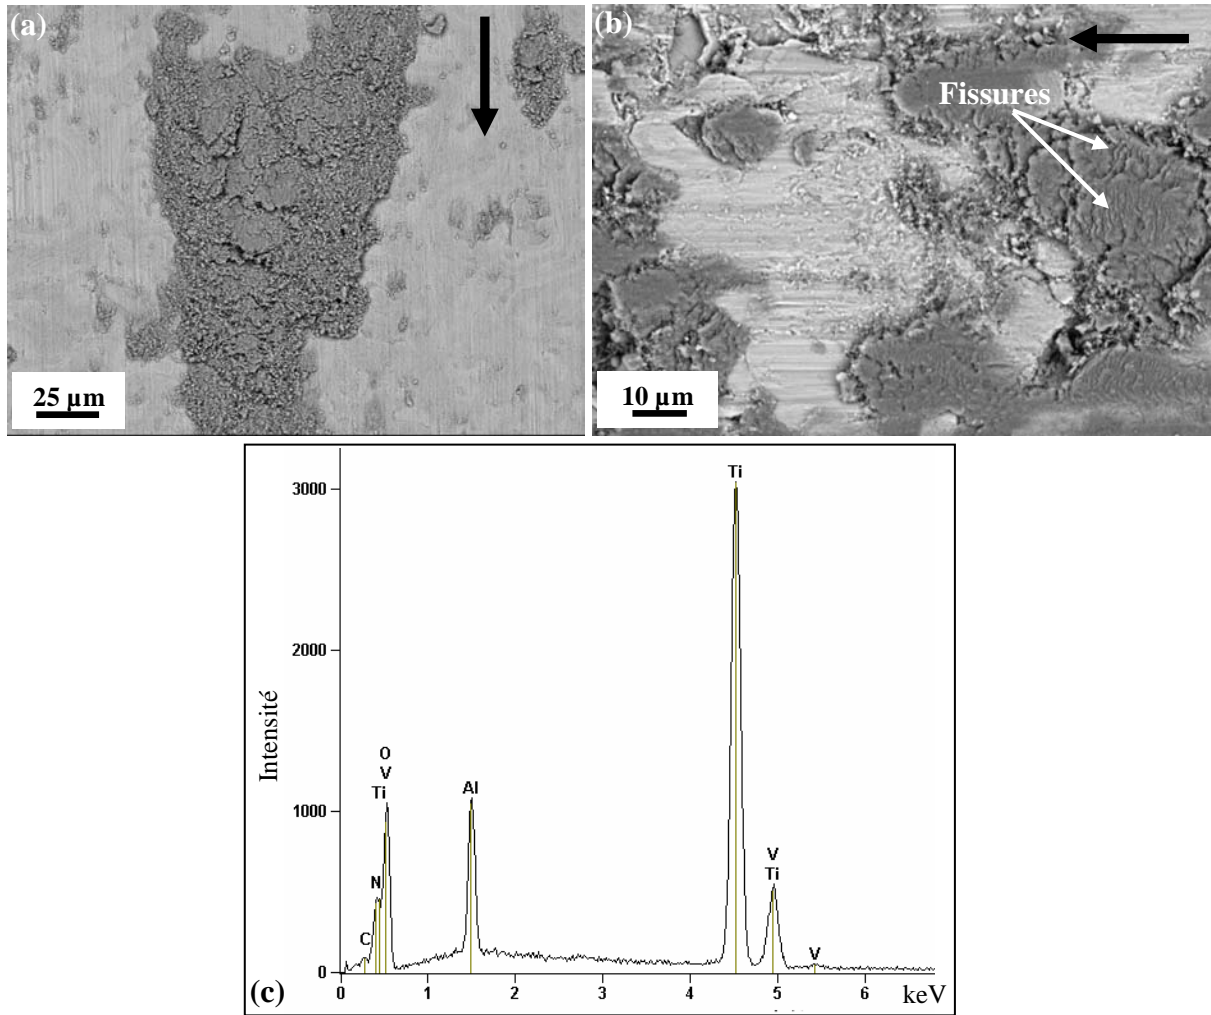 (a)
25 µm
(b)
Fissures
10 µm
Intensité
3000
2000
1000
0
Ti
O
V
Ti
N
C
Al
V
Ti
V
0 1 2 3 4 5 6 keV
(c)